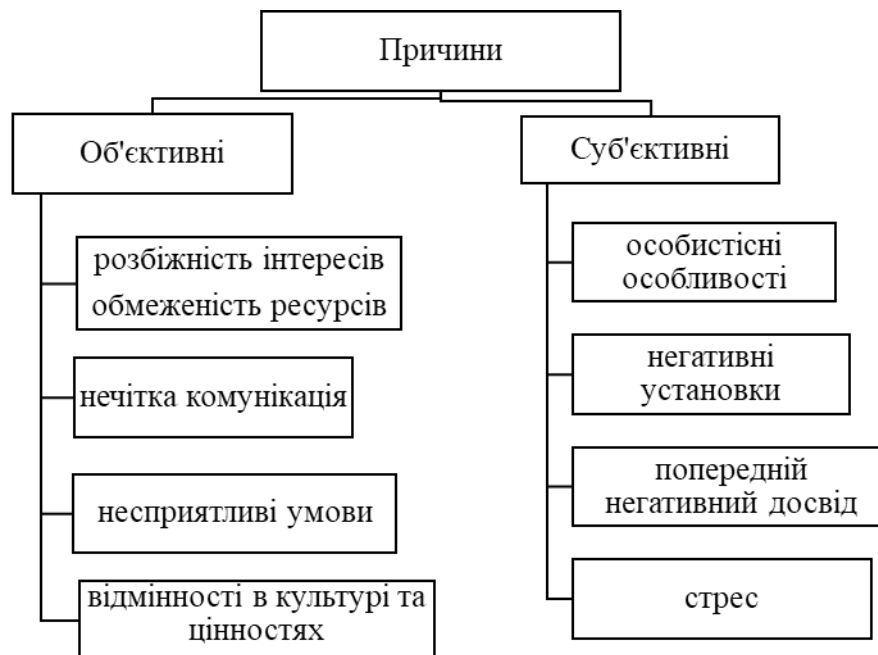 Причини
Об'єктивні
розбіжність інтересів
обмеженість ресурсів
нечітка комунікація
несприятливі умови
відмінності в культурі та
цінностях
Суб'єктивні
особистісні
особливості
негативні
установки
попередній
негативний досвід
стрес